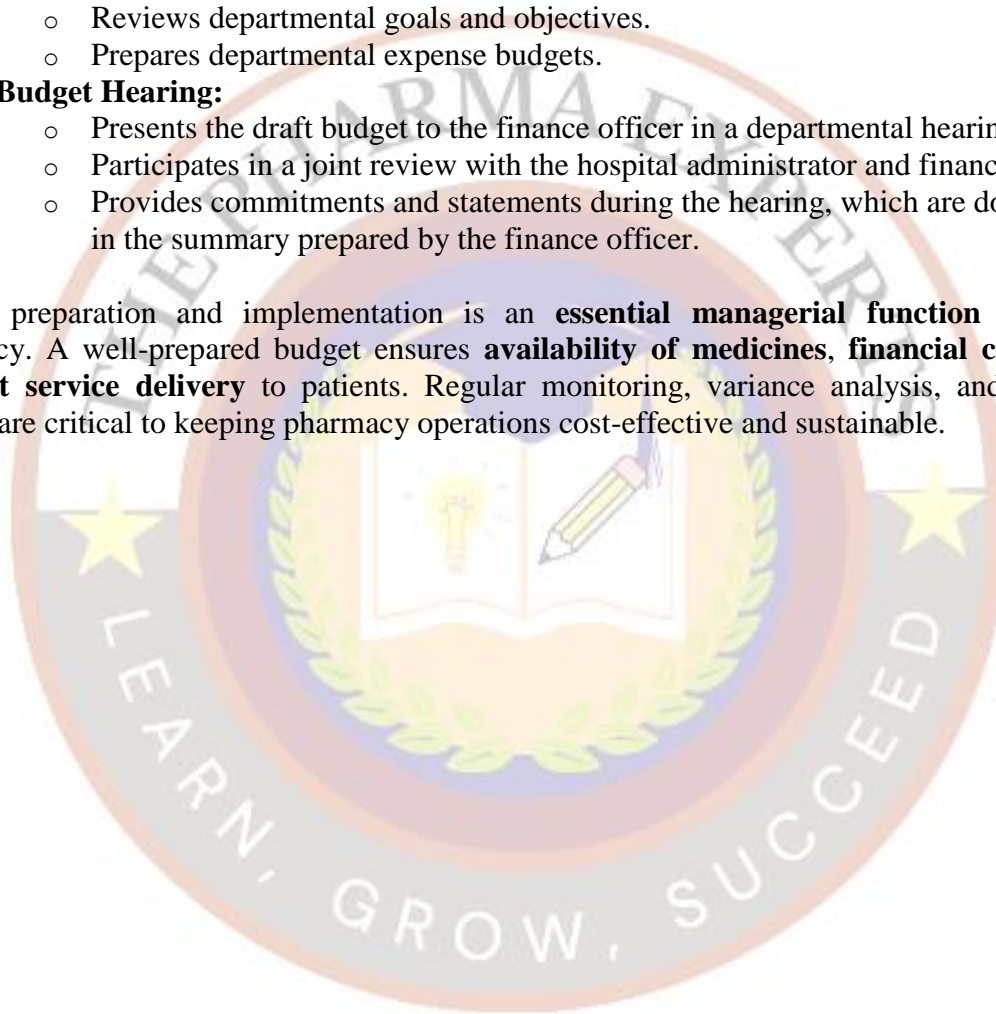 o Reviews departmental goals and objectives.
o Prepares departmental expense budgets.
Budget Hearing:
o Presents the draft budget to the finance officer in a departmental hearin
o Participates in a joint review with the hospital administrator and financ
o Provides commitments and statements during the hearing, which are do
in the summary prepared by the finance officer.
preparation and implementation is an essential managerial function
cy. A well-prepared budget ensures availability of medicines, financial c
t service delivery to patients. Regular monitoring, variance analysis, and
are critical to keeping pharmacy operations cost-effective and sustainable.
THE PHARMA EXPERTS
LEARN, GROW, SUCCEED